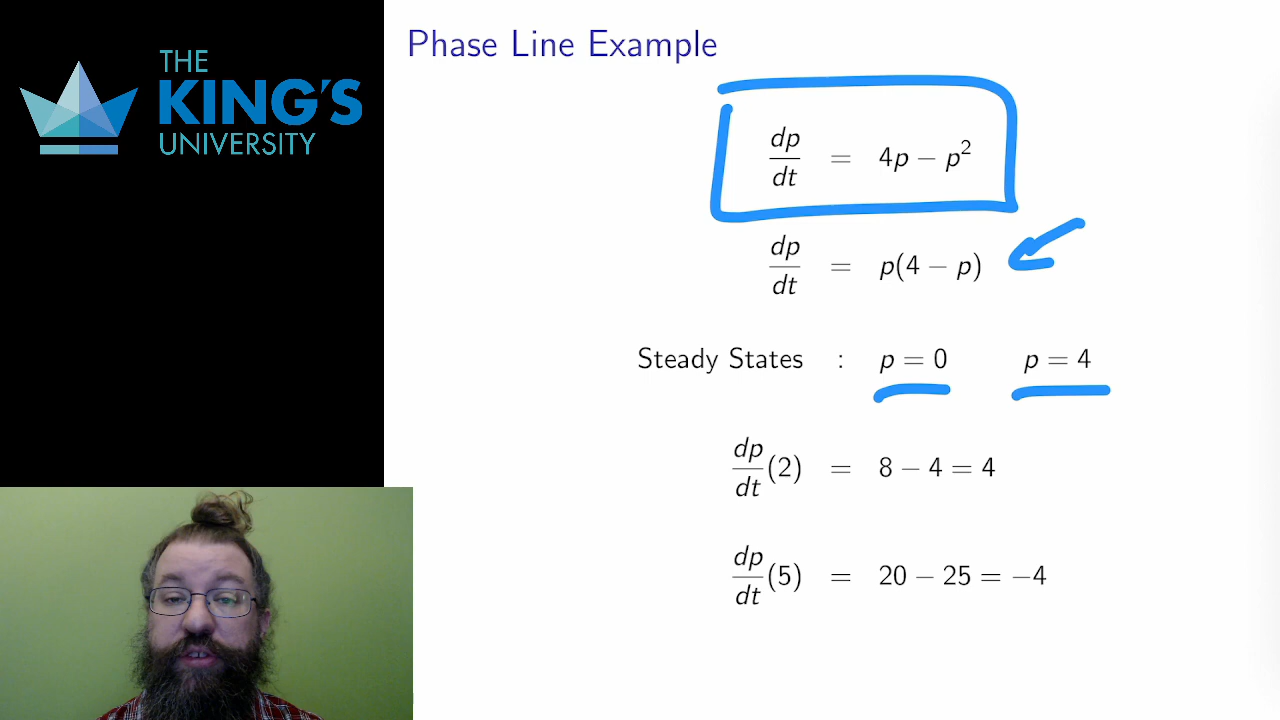 THE
KING'S
UNIVERSITY
Phase Line Example
dp/dt = 4p − p²
dp/dt = p(4 − p)
Steady States : p = 0 p = 4
dp/dt(2) = 8 − 4 = 4
dp/dt(5) = 20 − 25 = −4